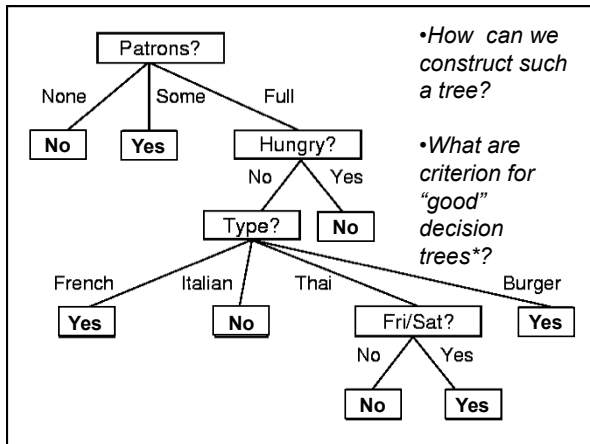 Patrons?
•How can we
construct such
a tree?
None Some Full
No Yes Hungry?
•What are
criterion for
“good”
decision
trees*?
No Yes
Type? No
French Italian Thai Burger
Yes No Fri/Sat? Yes
No Yes
No Yes